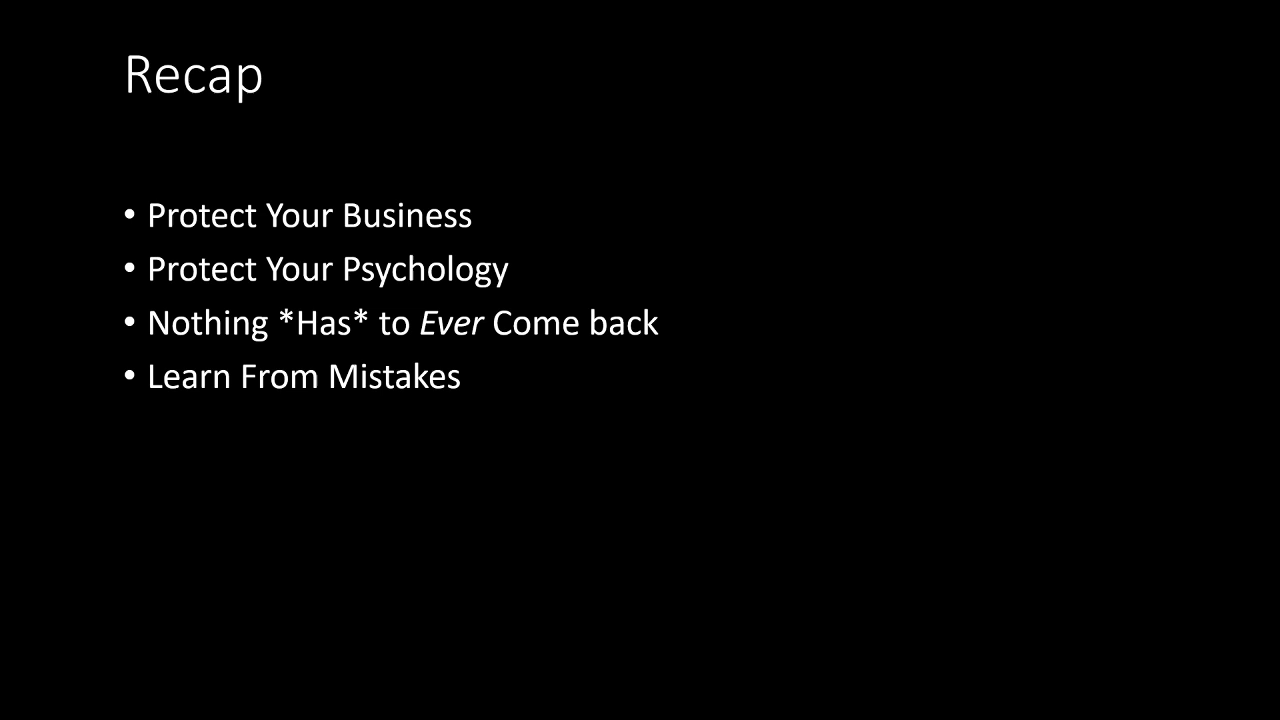 Recap
• Protect Your Business
• Protect Your Psychology
• Nothing *Has* to Ever Come back
• Learn From Mistakes